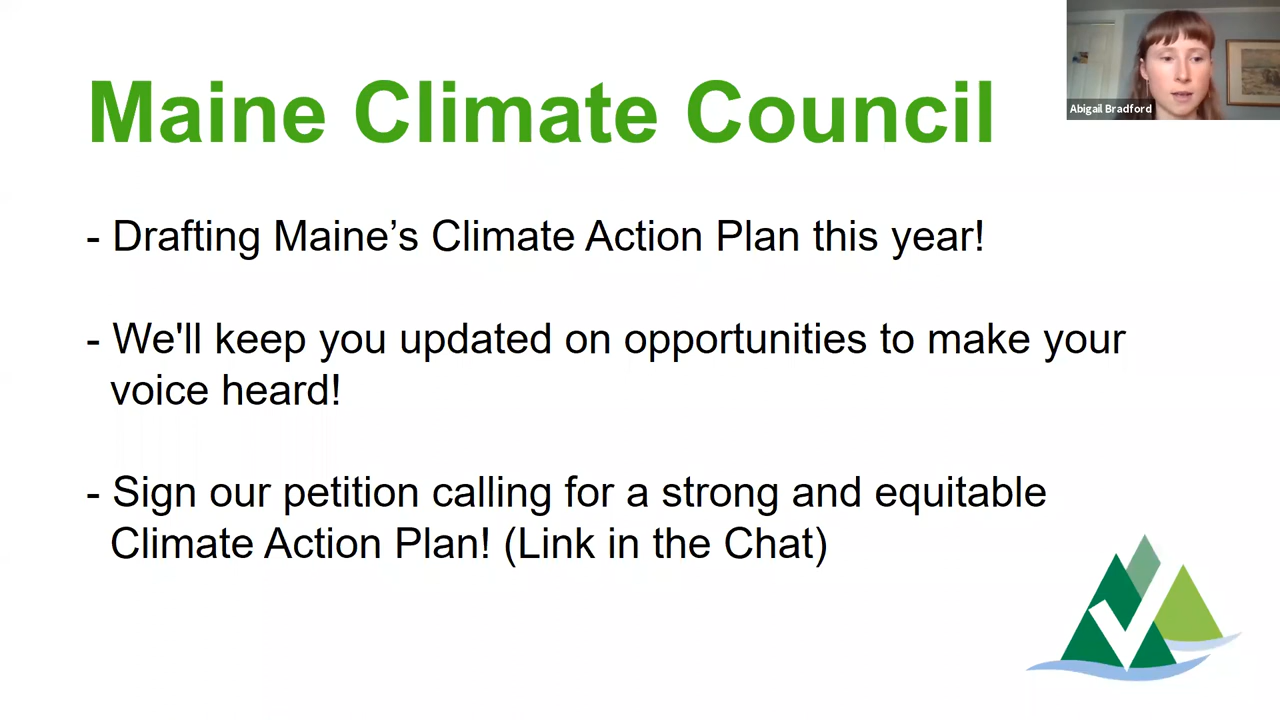 Maine Climate Council
Abigail Bradford
- Drafting Maine’s Climate Action Plan this year!
- We'll keep you updated on opportunities to make your
voice heard!
- Sign our petition calling for a strong and equitable
Climate Action Plan! (Link in the Chat)